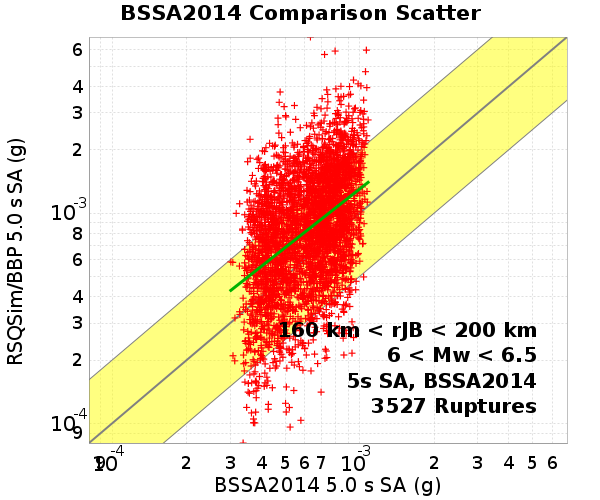 BSSA2014 Comparison Scatter
RSQSim/BBP 5.0 s SA (g)
6
4
3
2
10-3
8
6
4
3
2
10-4
9
160 km < rJB < 200 km
6 < Mw < 6.5
5s SA, BSSA2014
3527 Ruptures
9 10-4 2 3 4 5 6 7 10-3 2 3 4 5 6
BSSA2014 5.0 s SA (g)